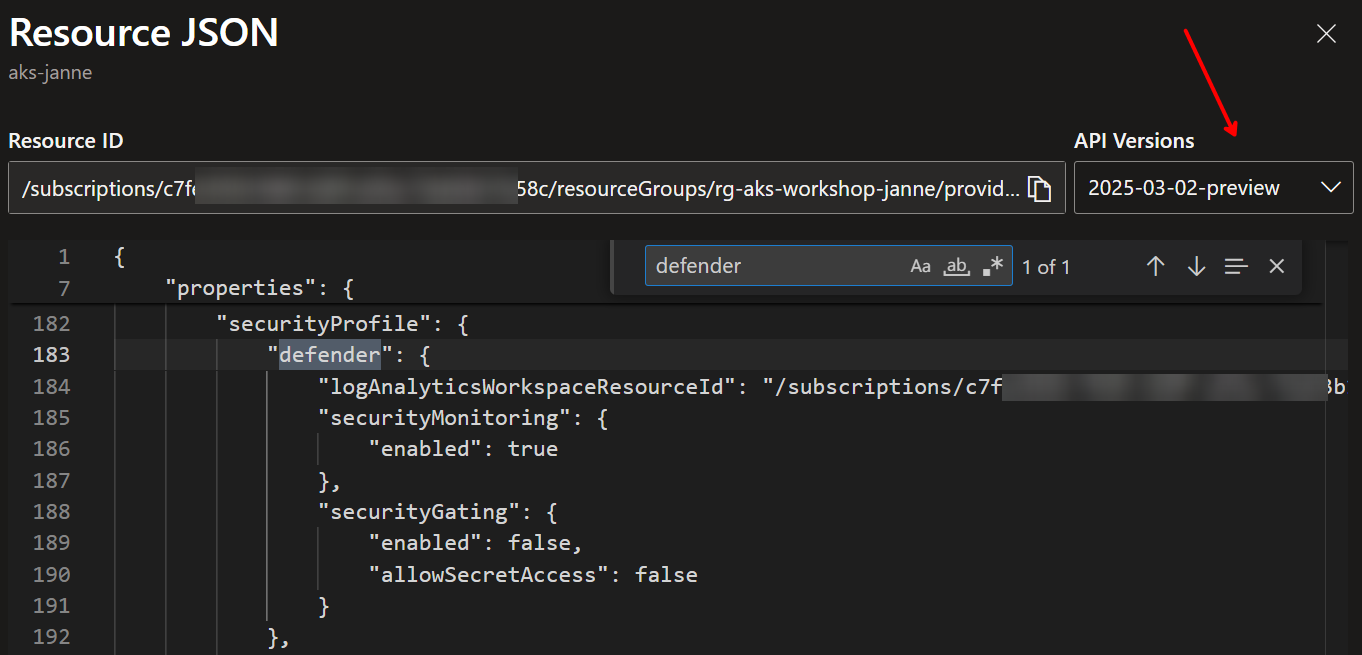 Resource JSON
aks-janne
Resource ID
API Versions
/subscriptions/c7f 58c/resourceGroups/rg-aks-workshop-janne/provid...
2025-03-02-preview
defender Aa ab .* 1 of 1
1 {
7 "properties": {
182 "securityProfile": {
183 "defender": {
184 "logAnalyticsWorkspaceResourceId": "/subscriptions/c7f 3b
185 "securityMonitoring": {
186 "enabled": true
187 },
188 "securityGating": {
189 "enabled": false,
190 "allowSecretAccess": false
191 }
192 },